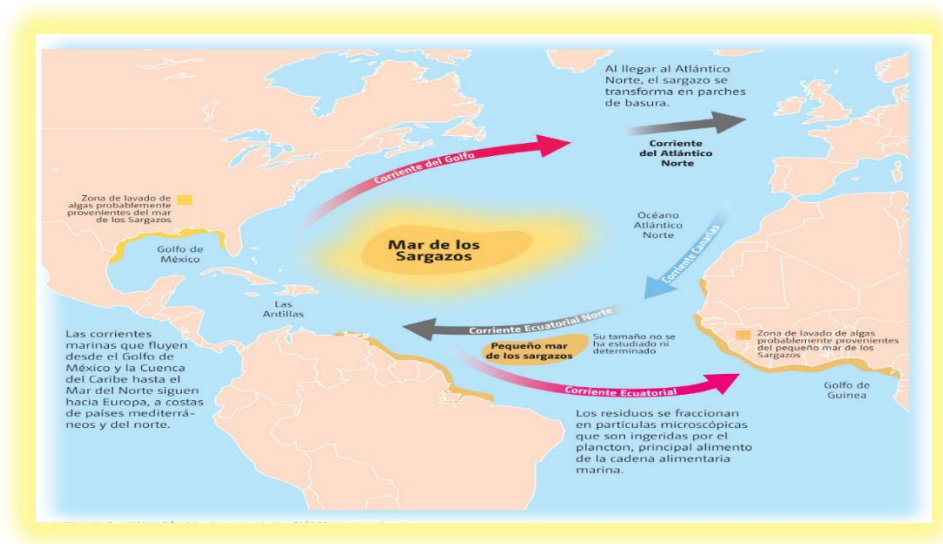 Al llegar al Atlántico
Norte, el sargazo se
transforma en parches
de basura.
Corriente
del Atlántico
Norte
Corriente del Golfo
Zona de lavado de
algas probablemente
provenientes del mar
de los Sargazos
Golfo de
México
Mar de los
Sargazos
Océano
Atlántico
Norte
Corriente Canarias
Las
Antillas
Corriente Ecuatorial Norte
Pequeño mar
de los sargazos
Su tamaño no se
ha estudiado ni
determinado
Zona de lavado de algas
probablemente provenientes
del pequeño mar de los
Sargazos
Las corrientes
marinas que fluyen
desde el Golfo de
México y la Cuenca
del Caribe hasta el
Mar del Norte siguen
hacia Europa, a costas
de países mediterrá-
neos y del norte.
Corriente Ecuatorial
Golfo de
Guinea
Los residuos se fraccionan
en partículas microscópicas
que son ingeridas por el
plancton, principal alimento
de la cadena alimentaria
marina.